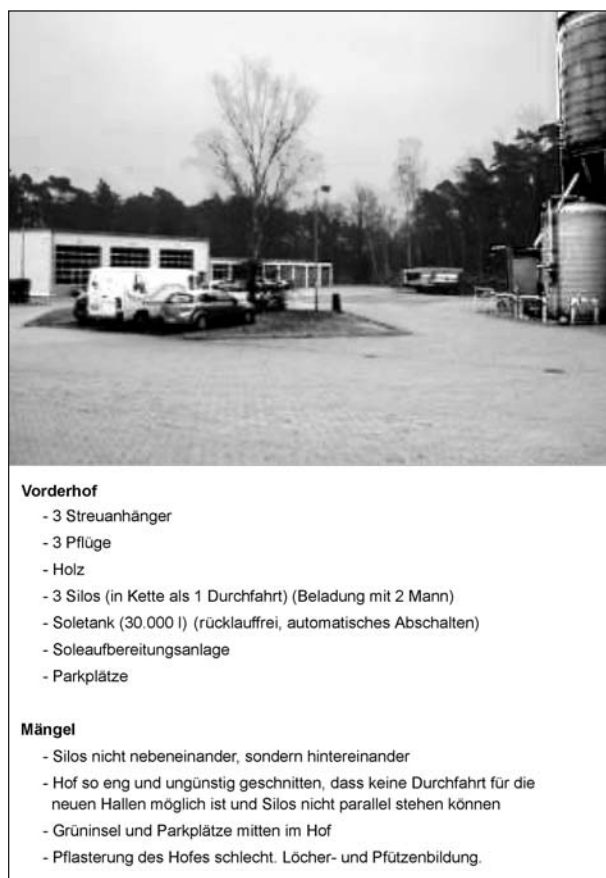 Vorderhof
- 3 Streuanhänger
- 3 Pflüge
- Holz
- 3 Silos (in Kette als 1 Durchfahrt) (Beladung mit 2 Mann)
- Soletank (30.000 l) (rücklauffrei, automatisches Abschalten)
- Soleaufbereitungsanlage
- Parkplätze
Mängel
- Silos nicht nebeneinander, sondern hintereinander
- Hof so eng und ungünstig geschnitten, dass keine Durchfahrt für die
neuen Hallen möglich ist und Silos nicht parallel stehen können
- Grüninsel und Parkplätze mitten im Hof
- Pflasterung des Hofes schlecht. Löcher- und Pfützenbildung.